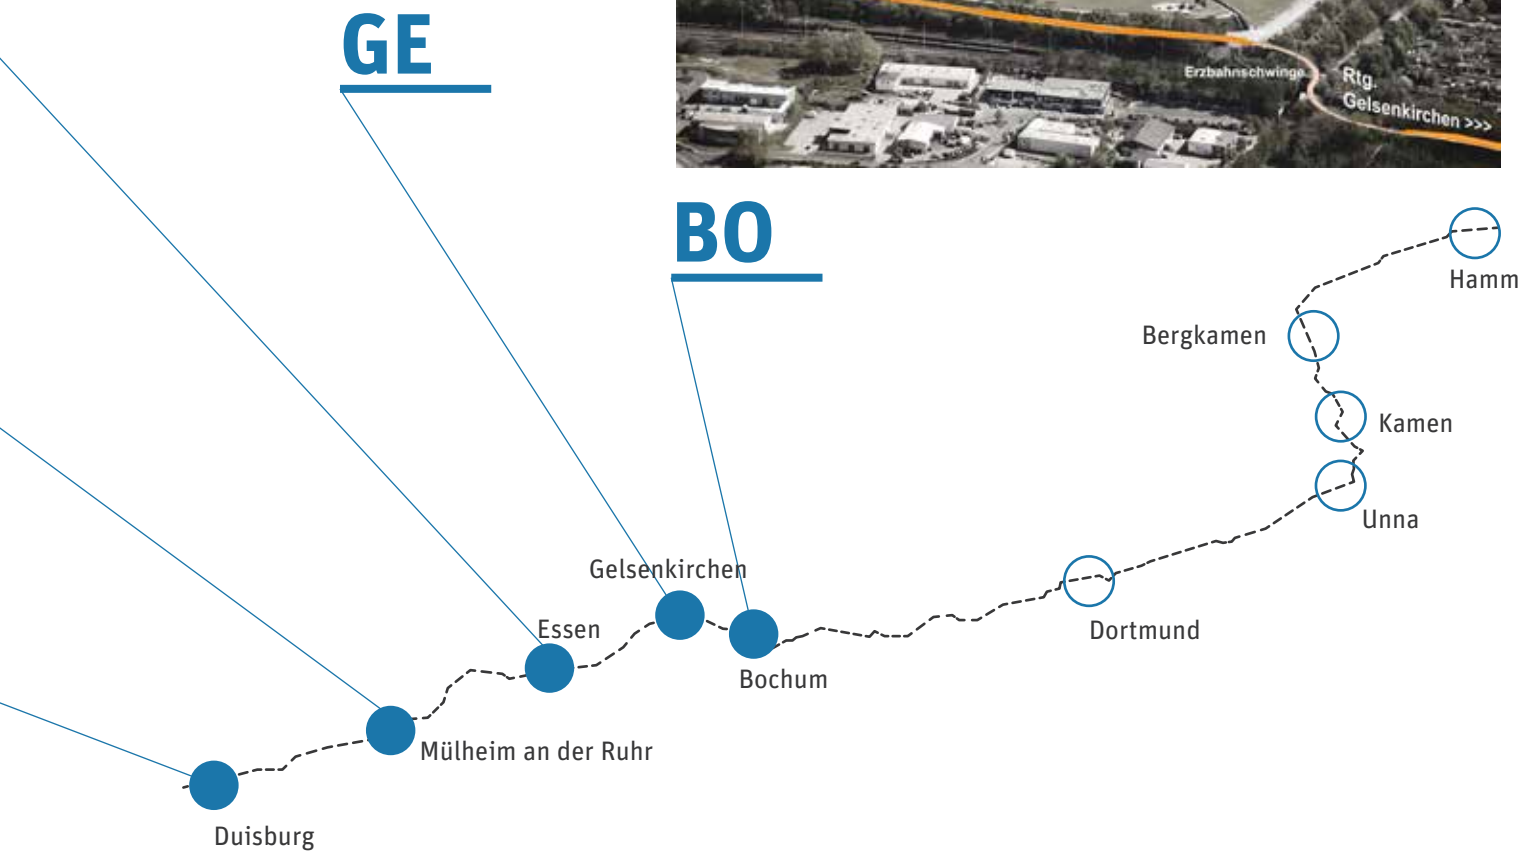 GE
Erzbahnschwinge
Rtg.
Gelsenkirchen >>>
BO
Hamm
Bergkamen
Kamen
Unna
Gelsenkirchen
Essen
Dortmund
Bochum
Mülheim an der Ruhr
Duisburg